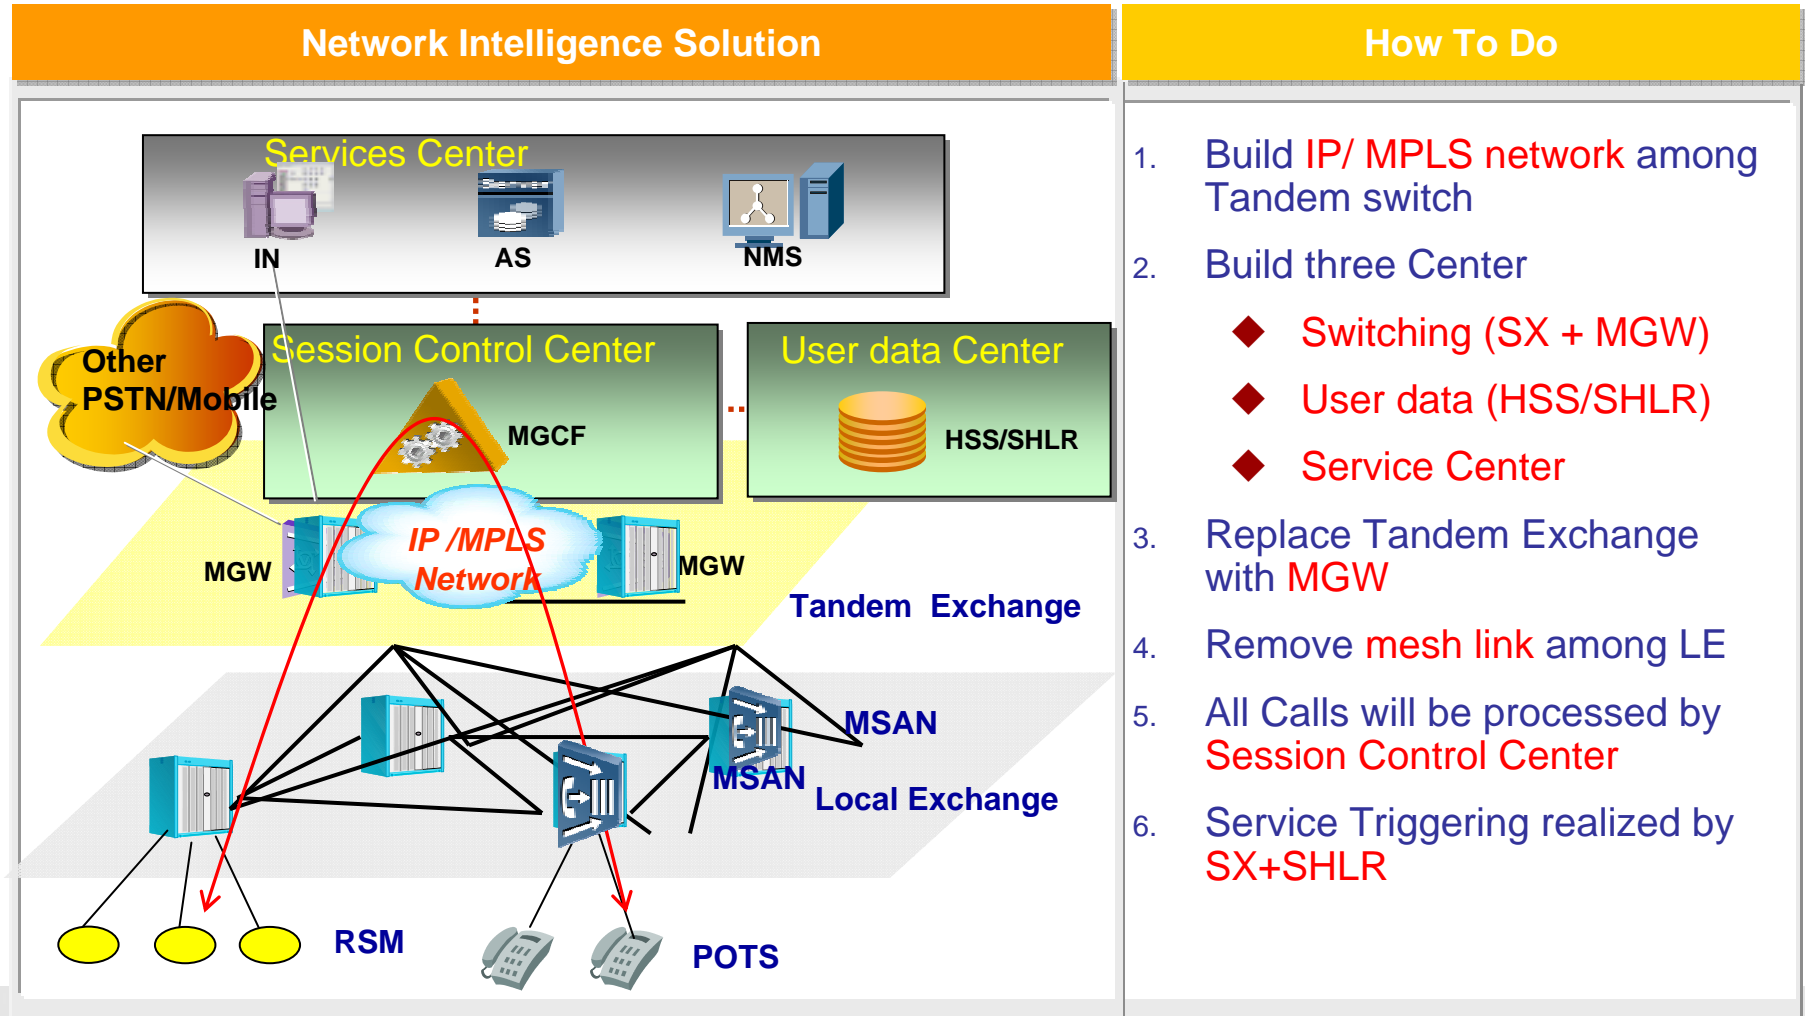 Network Intelligence Solution
How To Do
Services Center
Server
IN
AS
NMS
Other
PSTN/Mobile
Session Control Center
MGCF
User data Center
HSS/SHLR
MGW
IP /MPLS
Network
MGW
Tandem Exchange
MSAN
MSAN
Local Exchange
RSM
POTS
1. Build IP/ MPLS network among
Tandem switch
2. Build three Center
◆ Switching (SX + MGW)
◆ User data (HSS/SHLR)
◆ Service Center
3. Replace Tandem Exchange
with MGW
4. Remove mesh link among LE
5. All Calls will be processed by
Session Control Center
6. Service Triggering realized by
SX+SHLR